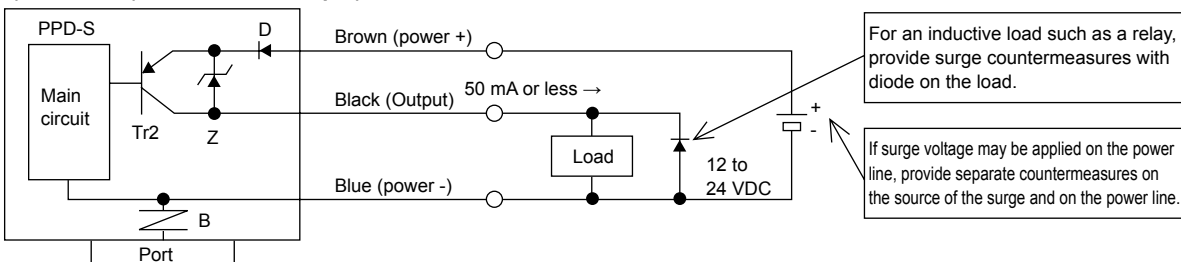 PPD-S
D
Brown (power +)
For an inductive load such as a relay,
provide surge countermeasures with
diode on the load.
Main
circuit
Tr2
Z
Black (Output)
50 mA or less →
+
-
Load
12 to
24 VDC
If surge voltage may be applied on the power
line, provide separate countermeasures on
the source of the surge and on the power line.
Blue (power -)
B
Port